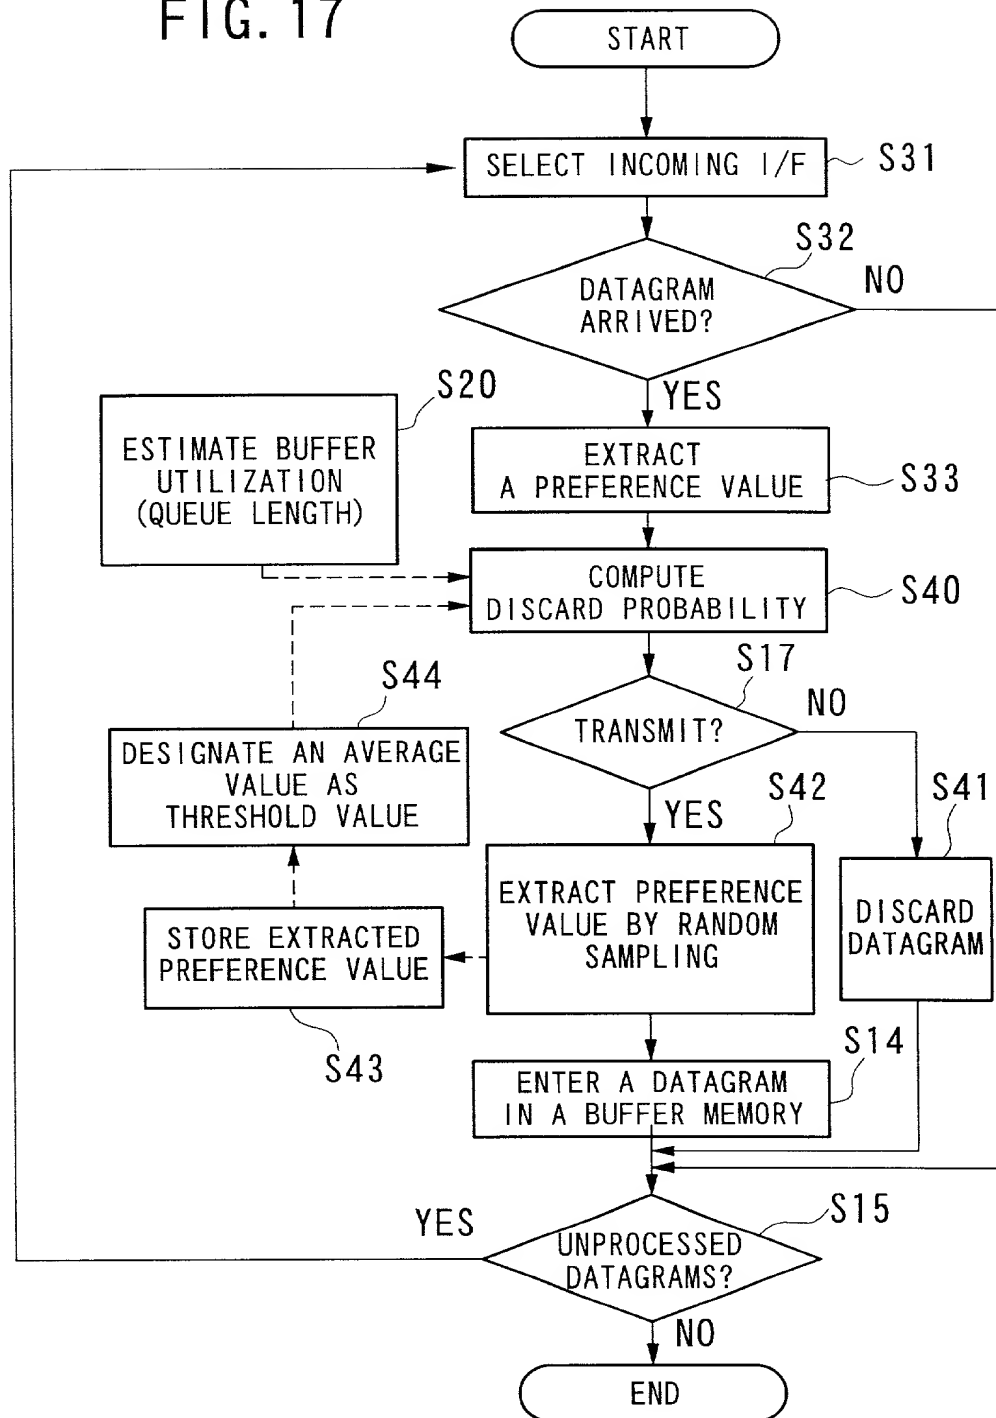 FIG. 17
START
SELECT INCOMING I/F
S31
S32
DATAGRAM
ARRIVED?
NO
YES
S20
ESTIMATE BUFFER
UTILIZATION
(QUEUE LENGTH)
EXTRACT
A PREFERENCE VALUE
S33
COMPUTE
DISCARD PROBABILITY
S40
S17
S44
TRANSMIT?
NO
DESIGNATE AN AVERAGE
VALUE AS
THRESHOLD VALUE
YES
S42
S41
EXTRACT PREFERENCE
VALUE BY RANDOM
SAMPLING
DISCARD
DATAGRAM
STORE EXTRACTED
PREFERENCE VALUE
S43
S14
ENTER A DATAGRAM
IN A BUFFER MEMORY
S15
YES
UNPROCESSED
DATAGRAMS?
NO
END